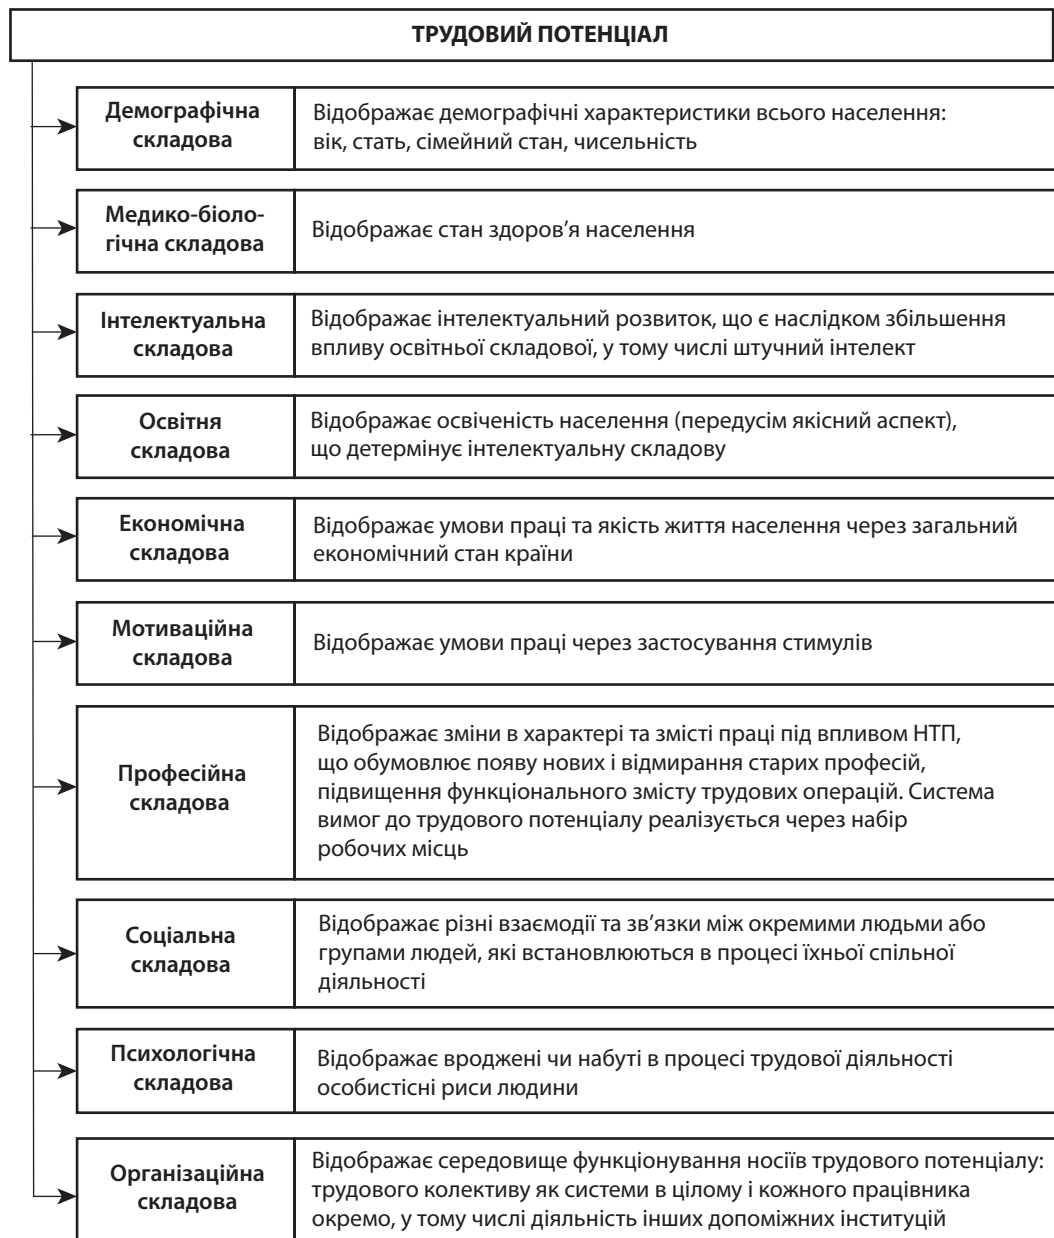 ТРУДОВИЙ ПОТЕНЦІАЛ
Демографічна
складова
Відображає демографічні характеристики всього населення:
вік, стать, сімейний стан, чисельність
Медико-біоло-
гічна складова
Відображає стан здоров’я населення
Інтелектуальна
складова
Відображає інтелектуальний розвиток, що є наслідком збільшення
впливу освітньої складової, у тому числі штучний інтелект
Освітня
складова
Відображає освіченість населення (передусім якісний аспект),
що детермінує інтелектуальну складову
Економічна
складова
Відображає умови праці та якість життя населення через загальний
економічний стан країни
Мотиваційна
складова
Відображає умови праці через застосування стимулів
Професійна
складова
Відображає зміни в характері та змісті праці під впливом НТП,
що обумовлює появу нових і відмирання старих професій,
підвищення функціонального змісту трудових операцій. Система
вимог до трудового потенціалу реалізується через набір
робочих місць
Соціальна
складова
Відображає різні взаємодії та зв’язки між окремими людьми або
групами людей, які встановлюються в процесі їхньої спільної
діяльності
Психологічна
складова
Відображає вроджені чи набуті в процесі трудової діяльності
особистісні риси людини
Організаційна
складова
Відображає середовище функціонування носіїв трудового потенціалу:
трудового колективу як системи в цілому і кожного працівника
окремо, у тому числі діяльність інших допоміжних інституцій